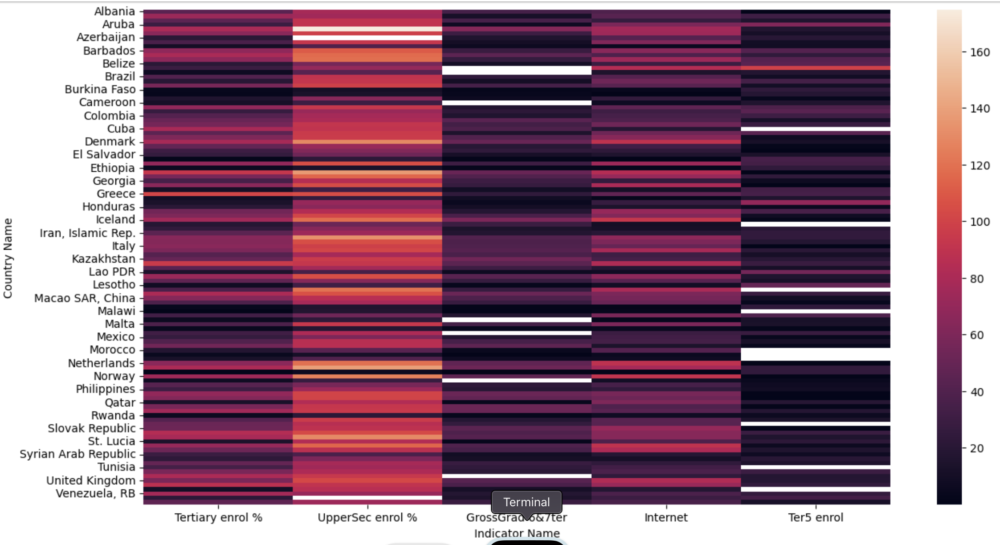 Albania
Aruba
Azerbaijan
Barbados
Belize
Brazil
Burkina Faso
Cameroon
Colombia
Cuba
Denmark
El Salvador
Ethiopia
Georgia
Greece
Honduras
Iceland
Iran, Islamic Rep.
Italy
Kazakhstan
Lao PDR
Lesotho
Macao SAR, China
Malawi
Malta
Mexico
Morocco
Netherlands
Norway
Philippines
Qatar
Rwanda
Slovak Republic
St. Lucia
Syrian Arab Republic
Tunisia
United Kingdom
Venezuela, RB
Country Name
Terminal
Tertiary enrol %
UpperSec enrol %
GrossGrad 6&7ter
Internet
Ter5 enrol
Indicator Name
160
140
120
100
80
60
40
20